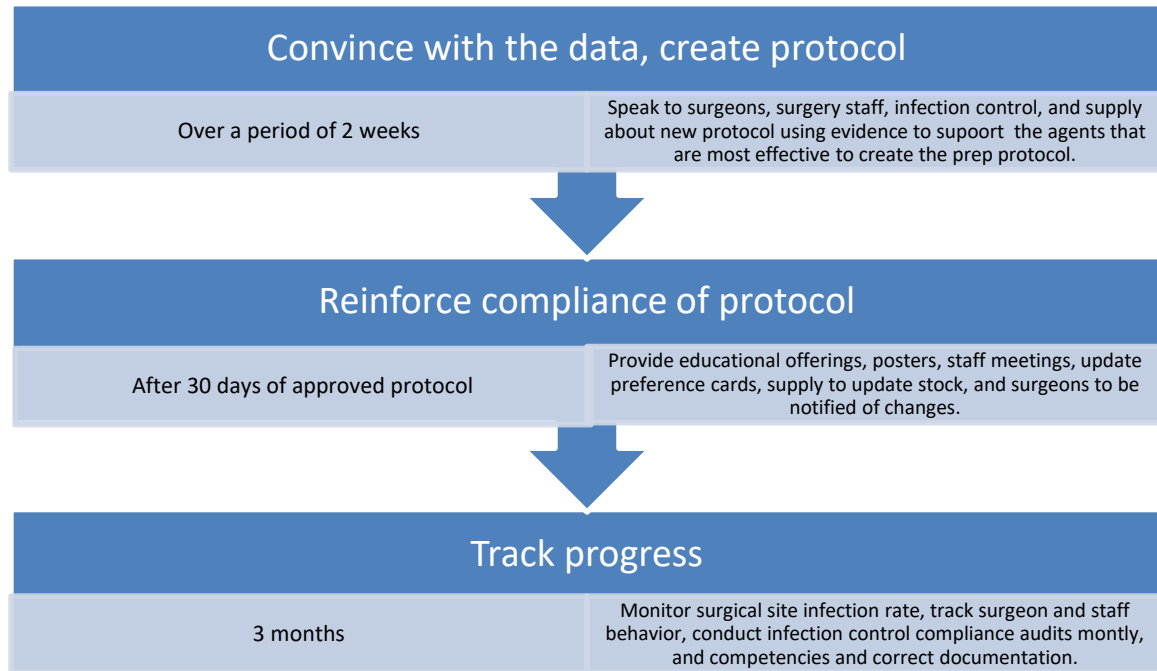 Convince with the data, create protocol
Over a period of 2 weeks
Speak to surgeons, surgery staff, infection control, and supply
about new protocol using evidence to supoort  the agents that
are most effective to create the prep protocol.
Reinforce compliance of protocol
After 30 days of approved protocol
Provide educational offerings, posters, staff meetings, update
preference cards, supply to update stock, and surgeons to be
notified of changes.
Track progress
3 months
Monitor surgical site infection rate, track surgeon and staff
behavior, conduct infection control compliance audits montly,
and competencies and correct documentation.